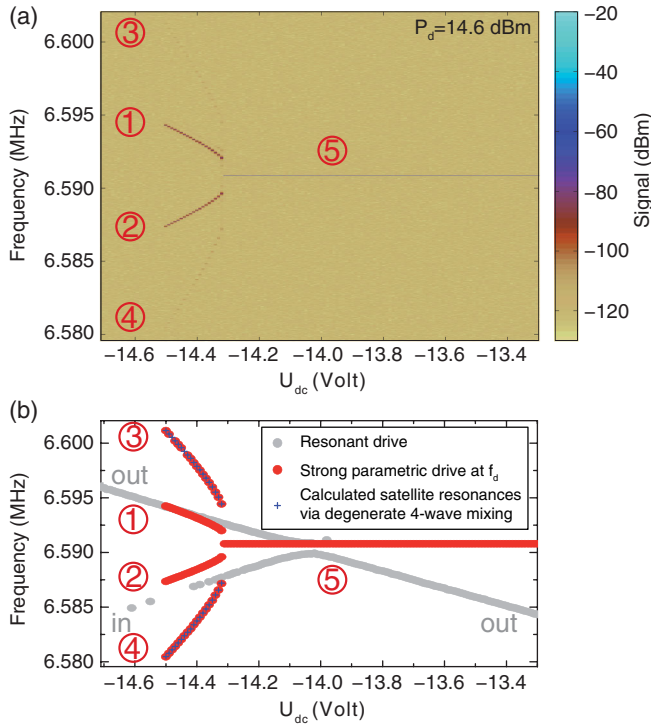 (a)
P_d=14.6 dBm
③
①
⑤
②
④
6.600
6.595
6.590
6.585
6.580
Frequency (MHz)
−14.6 −14.4 −14.2 −14.0 −13.8 −13.6 −13.4
U_dc (Volt)
−20
−40
−60
−80
−100
−120
Signal (dBm)
(b)
③
out
①
②
in
④
⑤
out
Resonant drive
Strong parametric drive at f_d
Calculated satellite resonances
via degenerate 4-wave mixing
6.600
6.595
6.590
6.585
6.580
Frequency (MHz)
−14.6 −14.4 −14.2 −14.0 −13.8 −13.6 −13.4
U_dc (Volt)